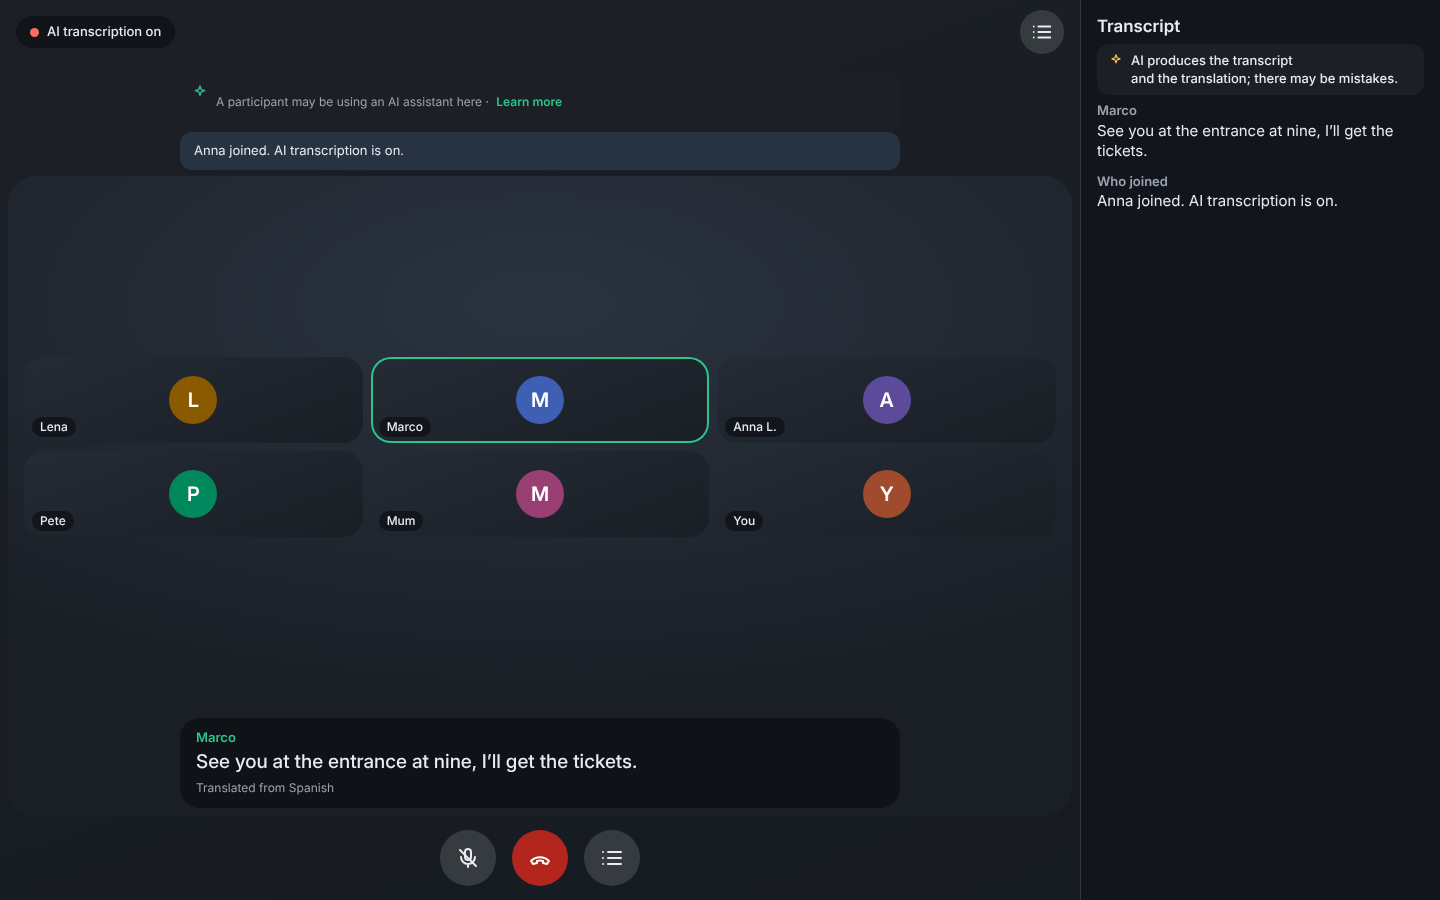 AI transcription on
A participant may be using an AI assistant here · Learn more
Anna joined. AI transcription is on.
L
Lena
M
Marco
A
Anna L.
P
Pete
M
Mum
Y
You
Marco
See you at the entrance at nine, I’ll get the tickets.
Translated from Spanish
Transcript
AI produces the transcript
and the translation; there may be mistakes.
Marco
See you at the entrance at nine, I’ll get the
tickets.
Who joined
Anna joined. AI transcription is on.